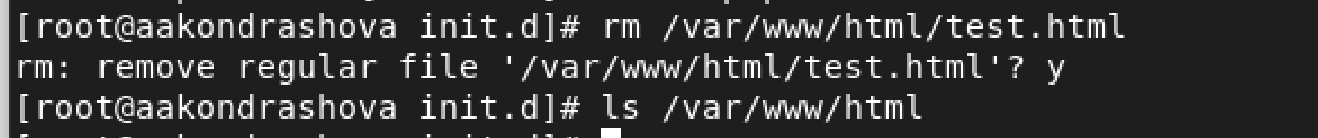 [root@aakondrashova init.d]# rm /var/www/html/test.html
rm: remove regular file '/var/www/html/test.html'? y
[root@aakondrashova init.d]# ls /var/www/html